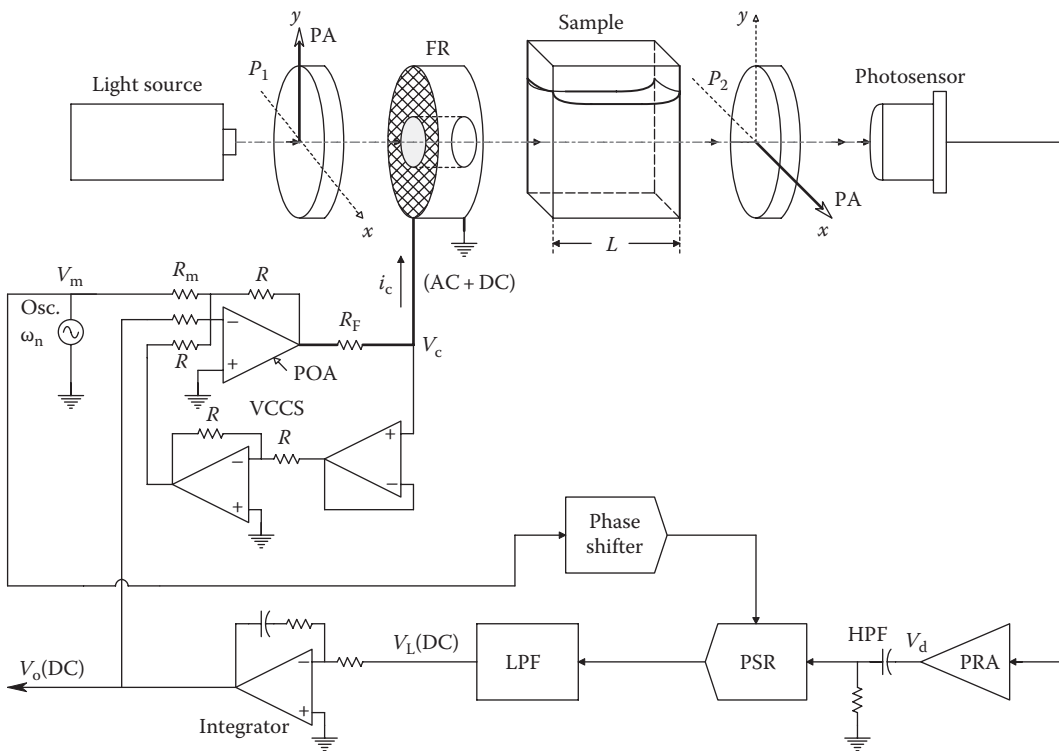 y
PA
Sample
FR
P1
P2
Light source
Photosensor
y
x
PA
x
L
Vm
Rm
R
ic
(AC + DC)
Osc.
ωn
RF
Vc
R
POA
VCCS
R
R
Phase
shifter
HPF
Vd
VL(DC)
LPF
PSR
PRA
Vo(DC)
Integrator